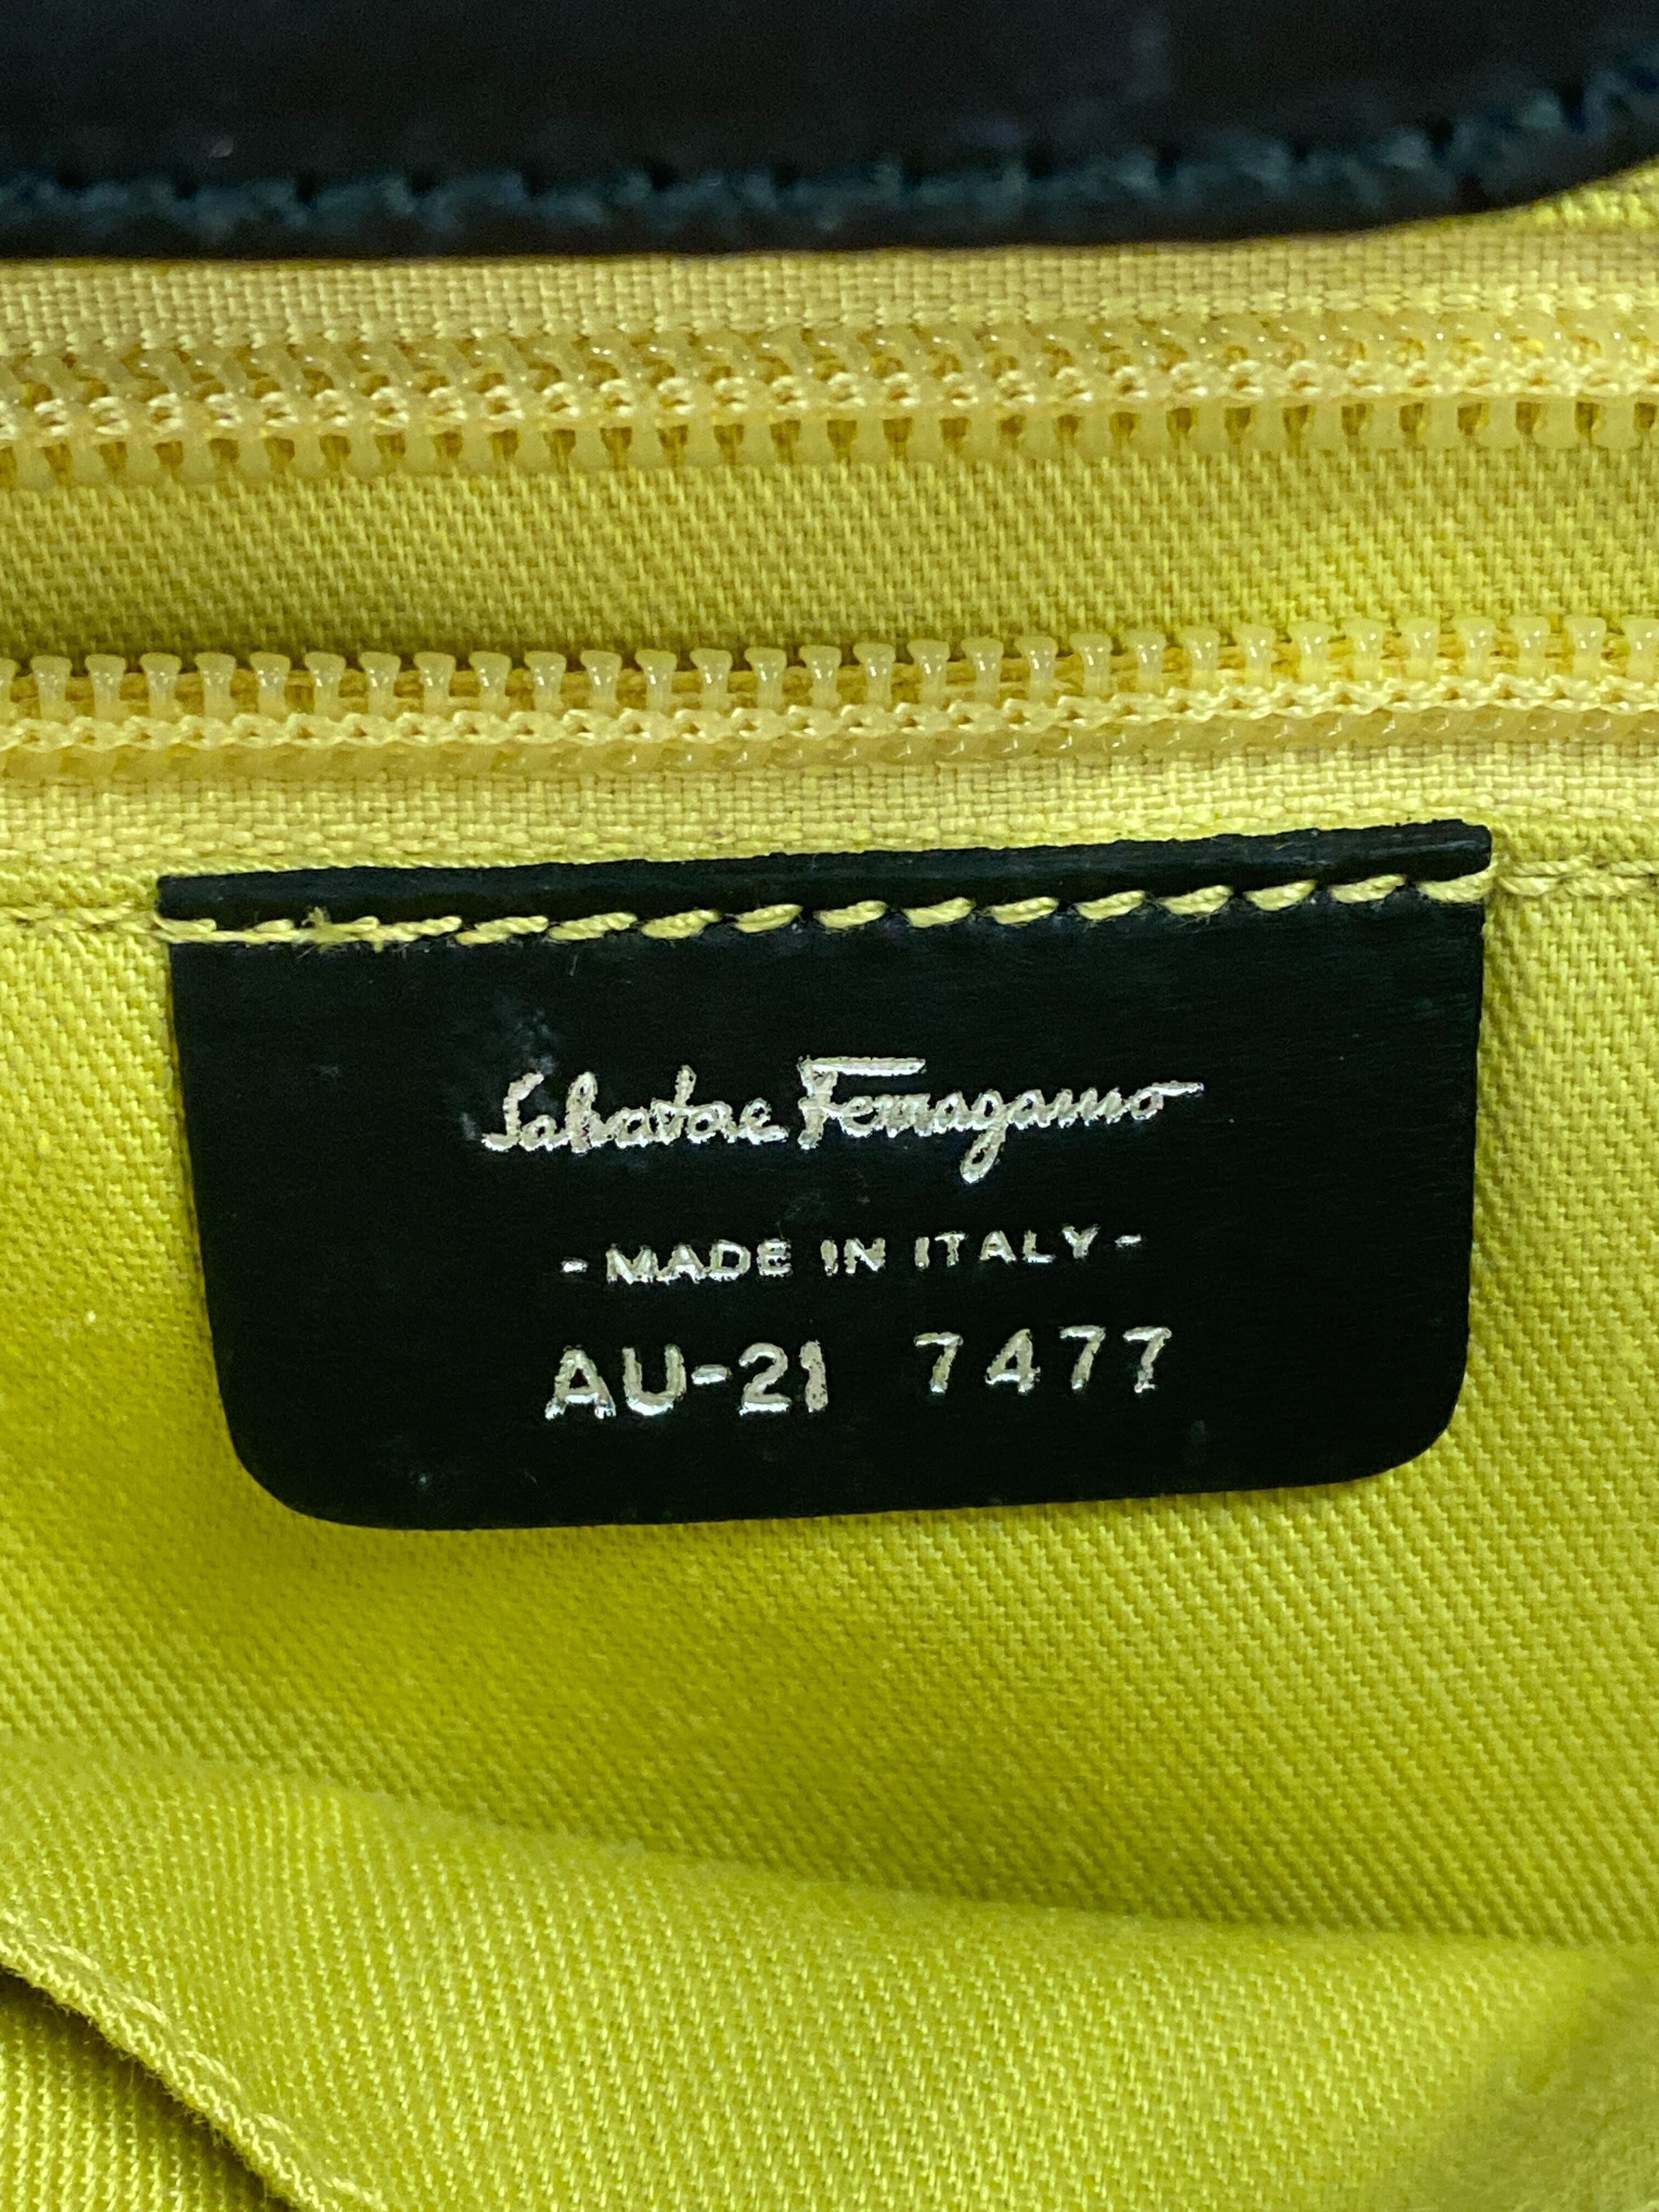 Salvatore Ferragamo
- MADE IN ITALY -
AU-21 7477